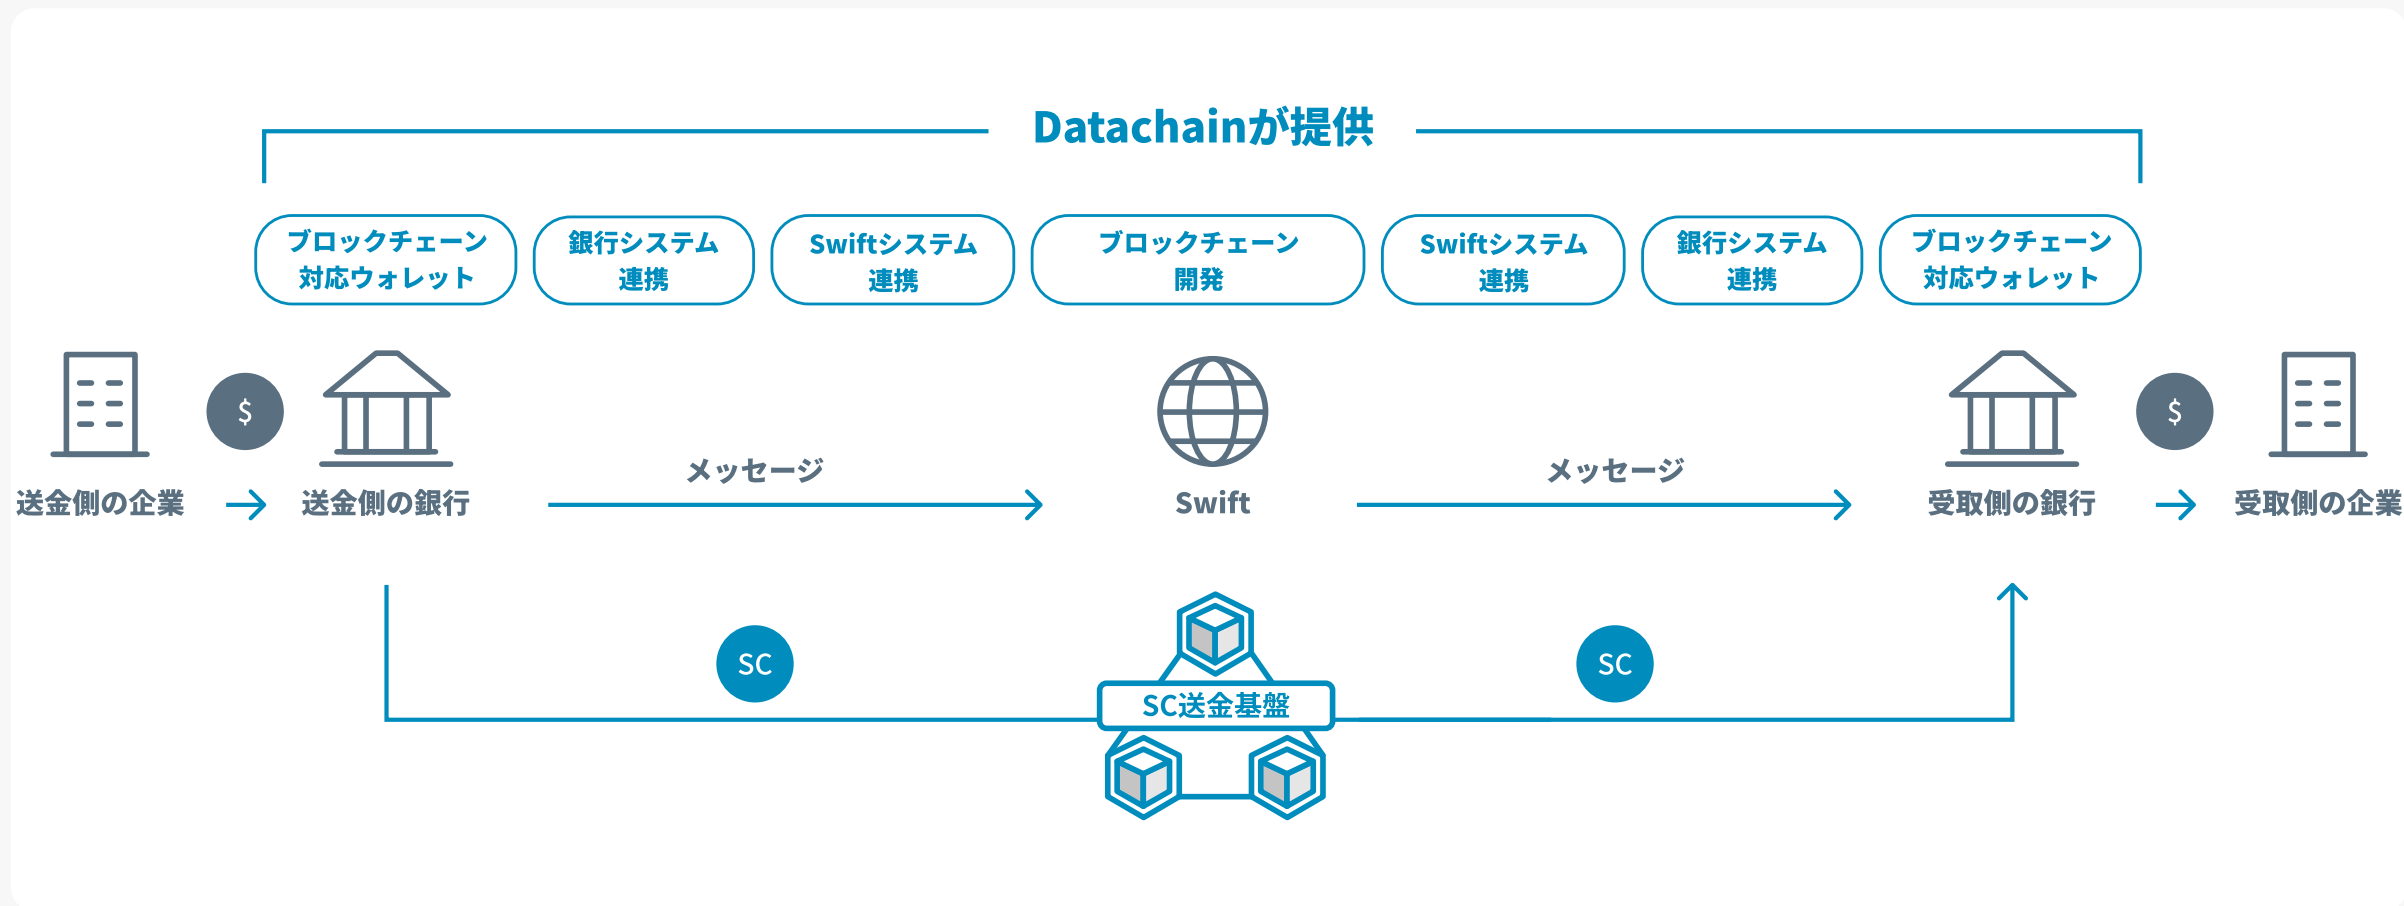 Datachainが提供
ブロックチェーン
対応ウォレット
銀行システム
連携
Swiftシステム
連携
ブロックチェーン
開発
Swiftシステム
連携
銀行システム
連携
ブロックチェーン
対応ウォレット
$
$
メッセージ
メッセージ
送金側の企業
送金側の銀行
Swift
受取側の銀行
受取側の企業
SC
SC
SC送金基盤